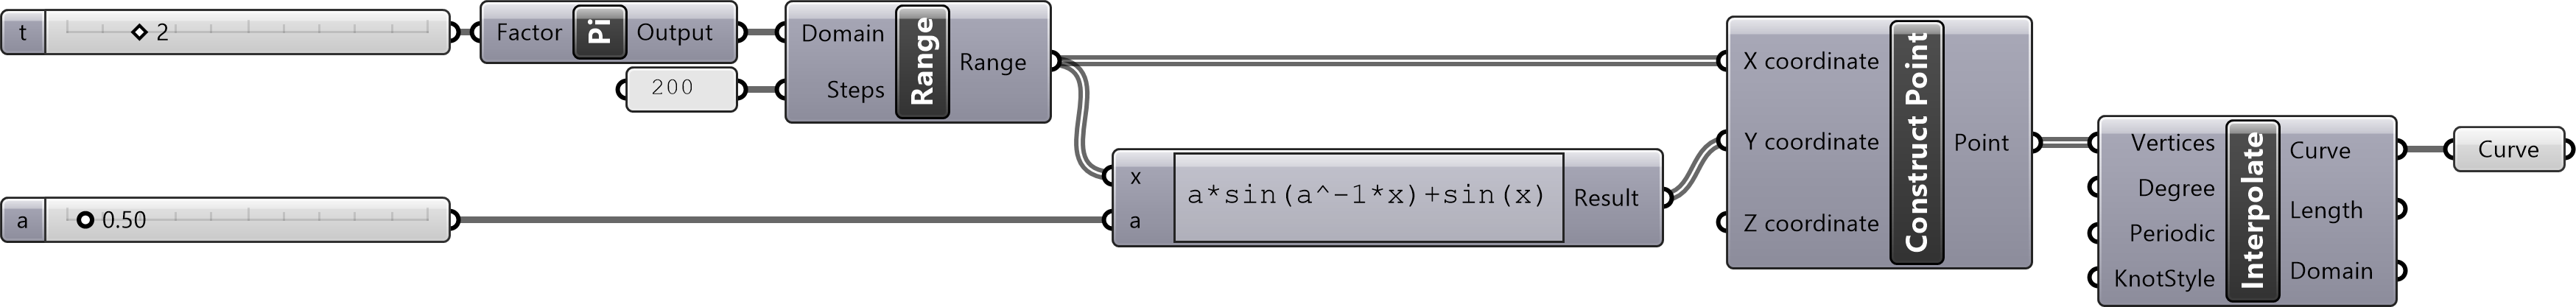 t
2
Factor
Pi
Output
200
Domain
Steps
Range
Range
a
0.50
x
a
a*sin(a^-1*x)+sin(x)
Result
X coordinate
Y coordinate
Z coordinate
Construct Point
Point
Vertices
Degree
Periodic
KnotStyle
Interpolate
Curve
Length
Domain
Curve